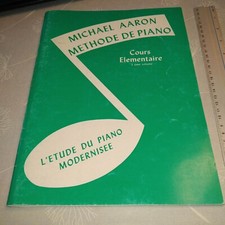 MICHAEL AARON
METHODE DE PIANO
Cours
Elementaire
L'ETUDE DU PIANO
MODERNISEE